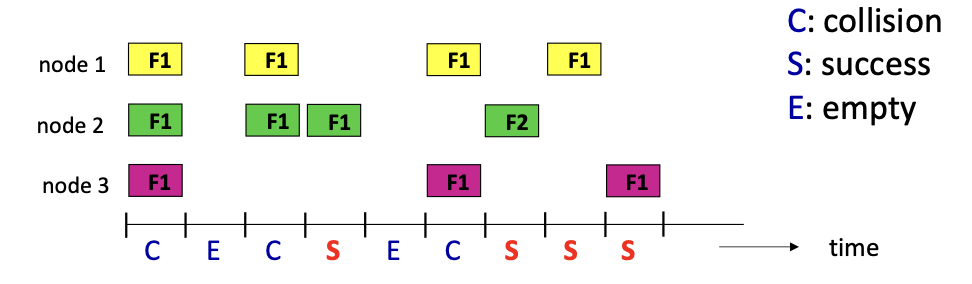 C: collision
node 1 F1 F1 F1 F1
S: success
E: empty
node 2 F1 F1 F1 F2
node 3 F1 F1 F1
C E C S E C S S S
time